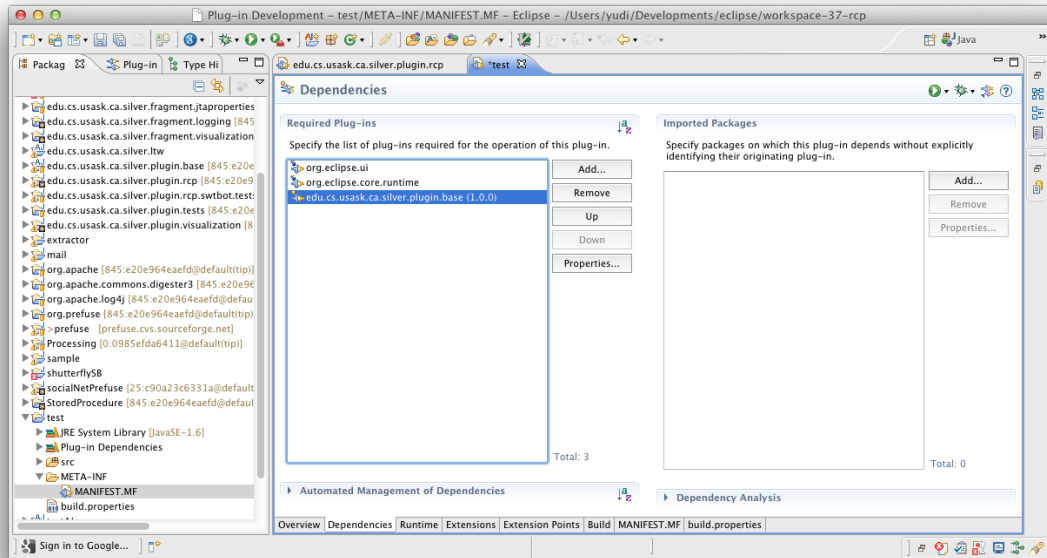 Plug-in Development - test/META-INF/MANIFEST.MF - Eclipse - /Users/yudi/Developments/eclipse/workspace-37-rcp
Java
»
Packag
Plug-in
Type Hi
edu.cs.usask.ca.silver.plugin.rcp
*test
edu.cs.usask.ca.silver.fragment.jtaproperties
edu.cs.usask.ca.silver.fragment.logging [845
edu.cs.usask.ca.silver.fragment.visualization
edu.cs.usask.ca.silver.ltw
edu.cs.usask.ca.silver.plugin.base [845:e20e
edu.cs.usask.ca.silver.plugin.rcp [845:e20e9
edu.cs.usask.ca.silver.plugin.rcp.swtbot.tests
edu.cs.usask.ca.silver.plugin.tests [845:e20e
edu.cs.usask.ca.silver.plugin.visualization [8
extractor
mail
org.apache [845:e20e964eaefd@default(tip)]
org.apache.commons.digester3 [845:e20e96
org.apache.log4j [845:e20e964eaefd@defau
org.prefuse [845:e20e964eaefd@default(tip)
>prefuse [prefuse.cvs.sourceforge.net]
Processing [0:0985efda6411@default(tip)]
sample
shutterflySB
socialNetPrefuse [25:c90a23c6331a@default
StoredProcedure [845:e20e964eaefd@defaul
test
JRE System Library [JavaSE-1.6]
Plug-in Dependencies
src
META-INF
MANIFEST.MF
build.properties
Dependencies
Required Plug-ins
Specify the list of plug-ins required for the operation of this plug-in.
org.eclipse.ui
org.eclipse.core.runtime
edu.cs.usask.ca.silver.plugin.base (1.0.0)
Add...
Remove
Up
Down
Properties...
Total: 3
Imported Packages
Specify packages on which this plug-in depends without explicitly
identifying their originating plug-in.
Add...
Remove
Properties...
Total: 0
Automated Management of Dependencies
Dependency Analysis
Overview
Dependencies
Runtime
Extensions
Extension Points
Build
MANIFEST.MF
build.properties
Sign in to Google...